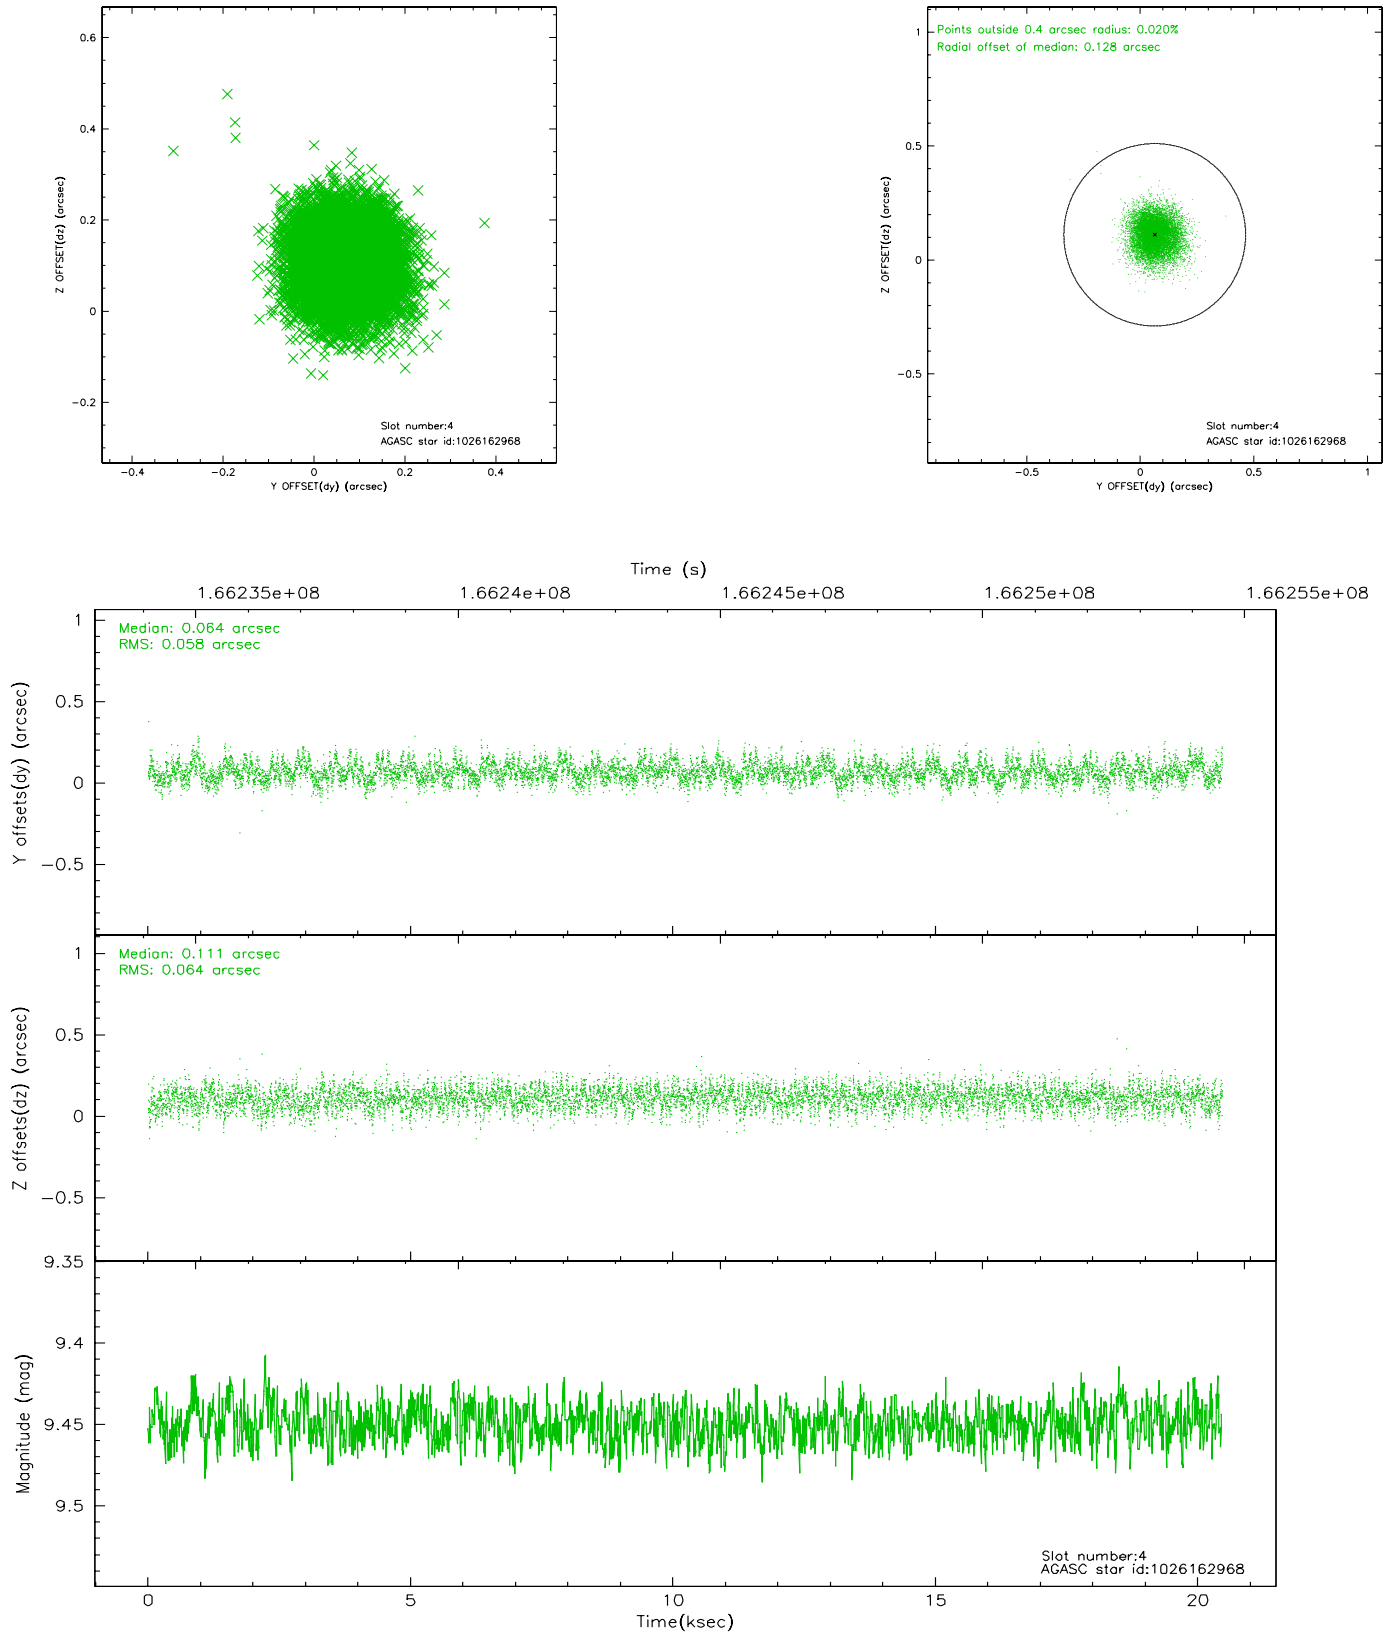 0.6
0.4
0.2
0
−0.2
Z OFFSET(dz) (arcsec)
Slot number:4
AGASC star id:1026162968
−0.4 −0.2 0 0.2 0.4
Y OFFSET(dy) (arcsec)
Points outside 0.4 arcsec radius: 0.020%
Radial offset of median: 0.128 arcsec
1
0.5
0
−0.5
Z OFFSET(dz) (arcsec)
Slot number:4
AGASC star id:1026162968
−0.5 0 0.5 1
Y OFFSET(dy) (arcsec)
Time (s)
1.66235e+08 1.6624e+08 1.66245e+08 1.6625e+08 1.66255e+08
Median: 0.064 arcsec
RMS: 0.058 arcsec
1
0.5
0
−0.5
Y offsets(dy) (arcsec)
Median: 0.111 arcsec
RMS: 0.064 arcsec
1
0.5
0
−0.5
Z offsets(dz) (arcsec)
9.35
9.4
9.45
9.5
Magnitude (mag)
Slot number:4
AGASC star id:1026162968
0 5 10 15 20
Time(ksec)